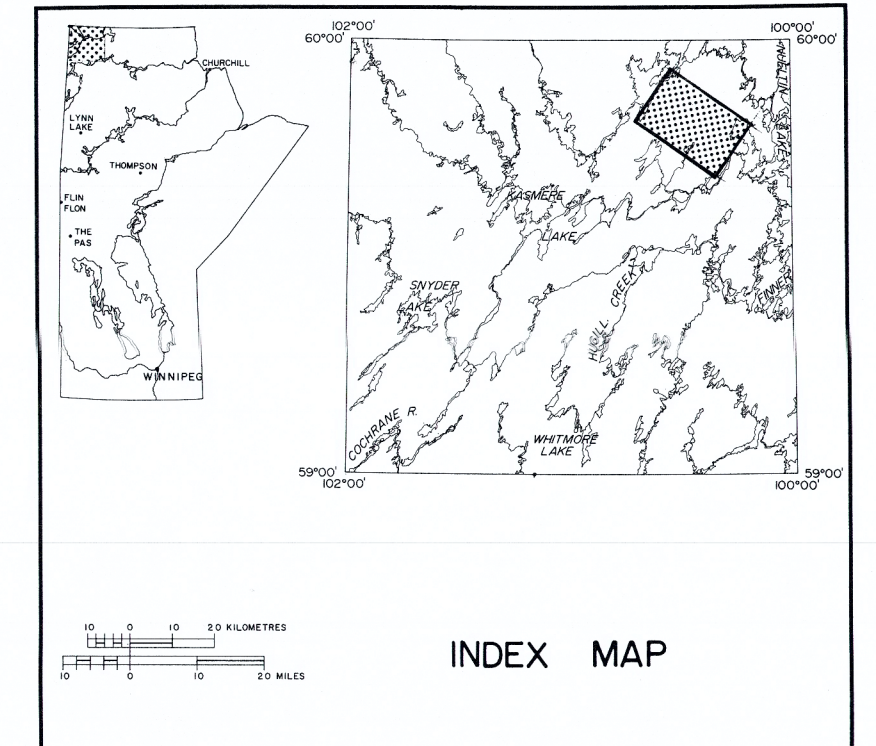 CHURCHILL
LYNN
LAKE
THOMPSON
FLIN
FLON
THE
PAS
WINNIPEG
102°00'
60°00'
100°00'
60°00'
KASMERE
LAKE
SNYDER
LAKE
HUGILL CREEK
COCHRANE R.
WHITMORE
LAKE
59°00'
102°00'
59°00'
100°00'
10 0 10 20 KILOMETRES
10 0 10 20 MILES
INDEX MAP